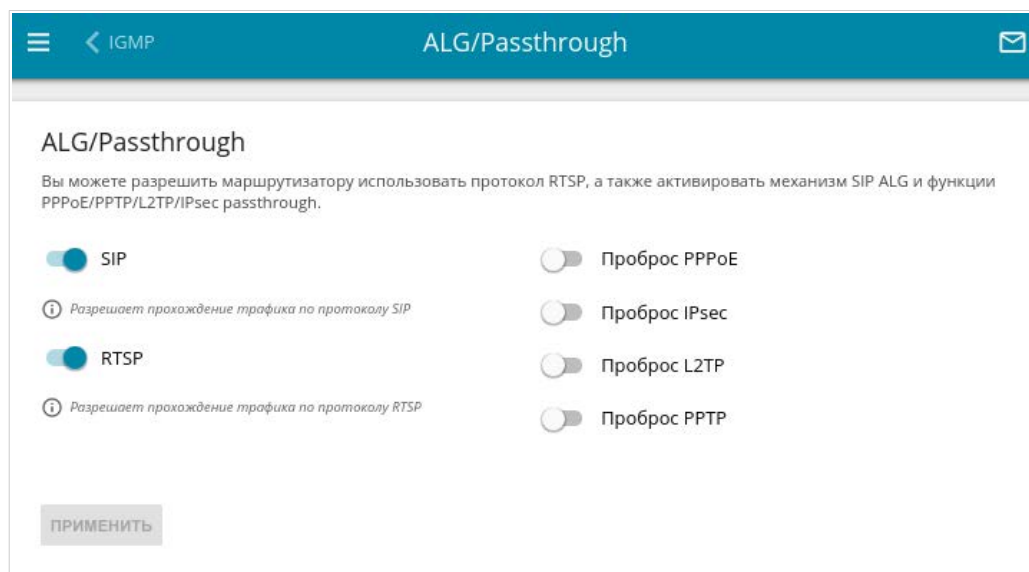 IGMP
ALG/Passthrough
ALG/Passthrough
Вы можете разрешить маршрутизатору использовать протокол RTSP, а также активировать механизм SIP ALG и функции
PPPoE/PPTP/L2TP/IPsec passthrough.
SIP
Разрешает прохождение трафика по протоколу SIP
RTSP
Разрешает прохождение трафика по протоколу RTSP
Проброс PPPoE
Проброс IPsec
Проброс L2TP
Проброс PPTP
ПРИМЕНИТЬ